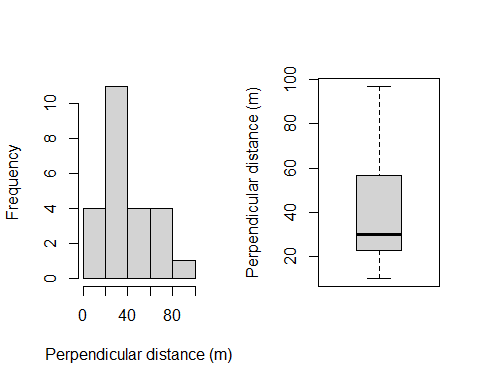 Frequency
0 2 4 6 8 10
0 40 80
Perpendicular distance (m)
Perpendicular distance (m)
20 40 60 80 100